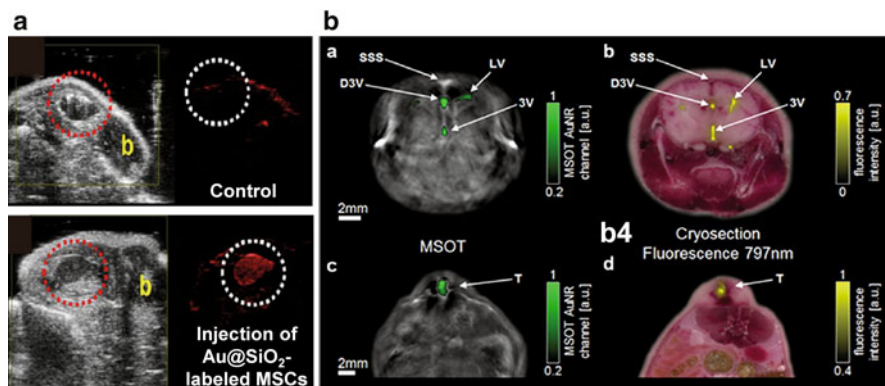 a
b
Control
b
Injection of
Au@SiO₂-
labeled MSCs
b
a
SSS
D3V
LV
3V
2mm
1
MSOT AuNR
channel [a.u.]
0.2
b
SSS
D3V
LV
3V
0.7
fluorescence
intensity [a.u.]
0
MSOT
b4
Cryosection
Fluorescence 797nm
c
T
2mm
1
MSOT AuNR
channel [a.u.]
0.2
d
T
1
fluorescence
intensity [a.u.]
0.4